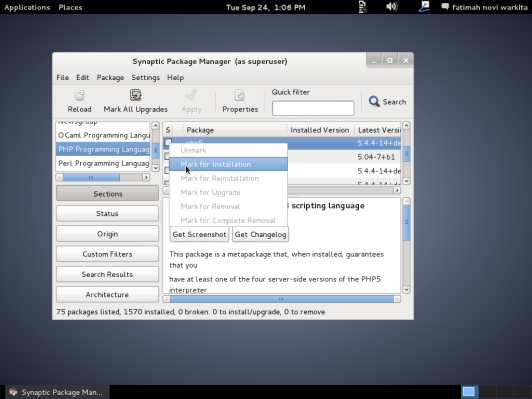 Applications Places Tue Sep 24, 1:06 PM fatimah novi warkita
Synaptic Package Manager (as superuser)
File Edit Package Settings Help
Reload Mark All Upgrades Apply Properties Quick filter Search
S Package Installed Version Latest Versi
OCaml Programming Langu
PHP Programming Languag
Perl Programming Languag
5.4.4-14+de
5.04-7+b1
5.4.4-14+de
5.4.4-14+de
Unmark
Mark for Installation
Mark for Reinstallation
Mark for Upgrade
Mark for Removal
Mark for Complete Removal
Sections
Status
Origin
Custom Filters
Search Results
Architecture
scripting language
Get Screenshot Get Changelog
This package is a metapackage that, when installed, guarantees
that you
have at least one of the four server-side versions of the PHP5
interpreter
75 packages listed, 1570 installed, 0 broken. 0 to install/upgrade, 0 to remove
Synaptic Package Man...